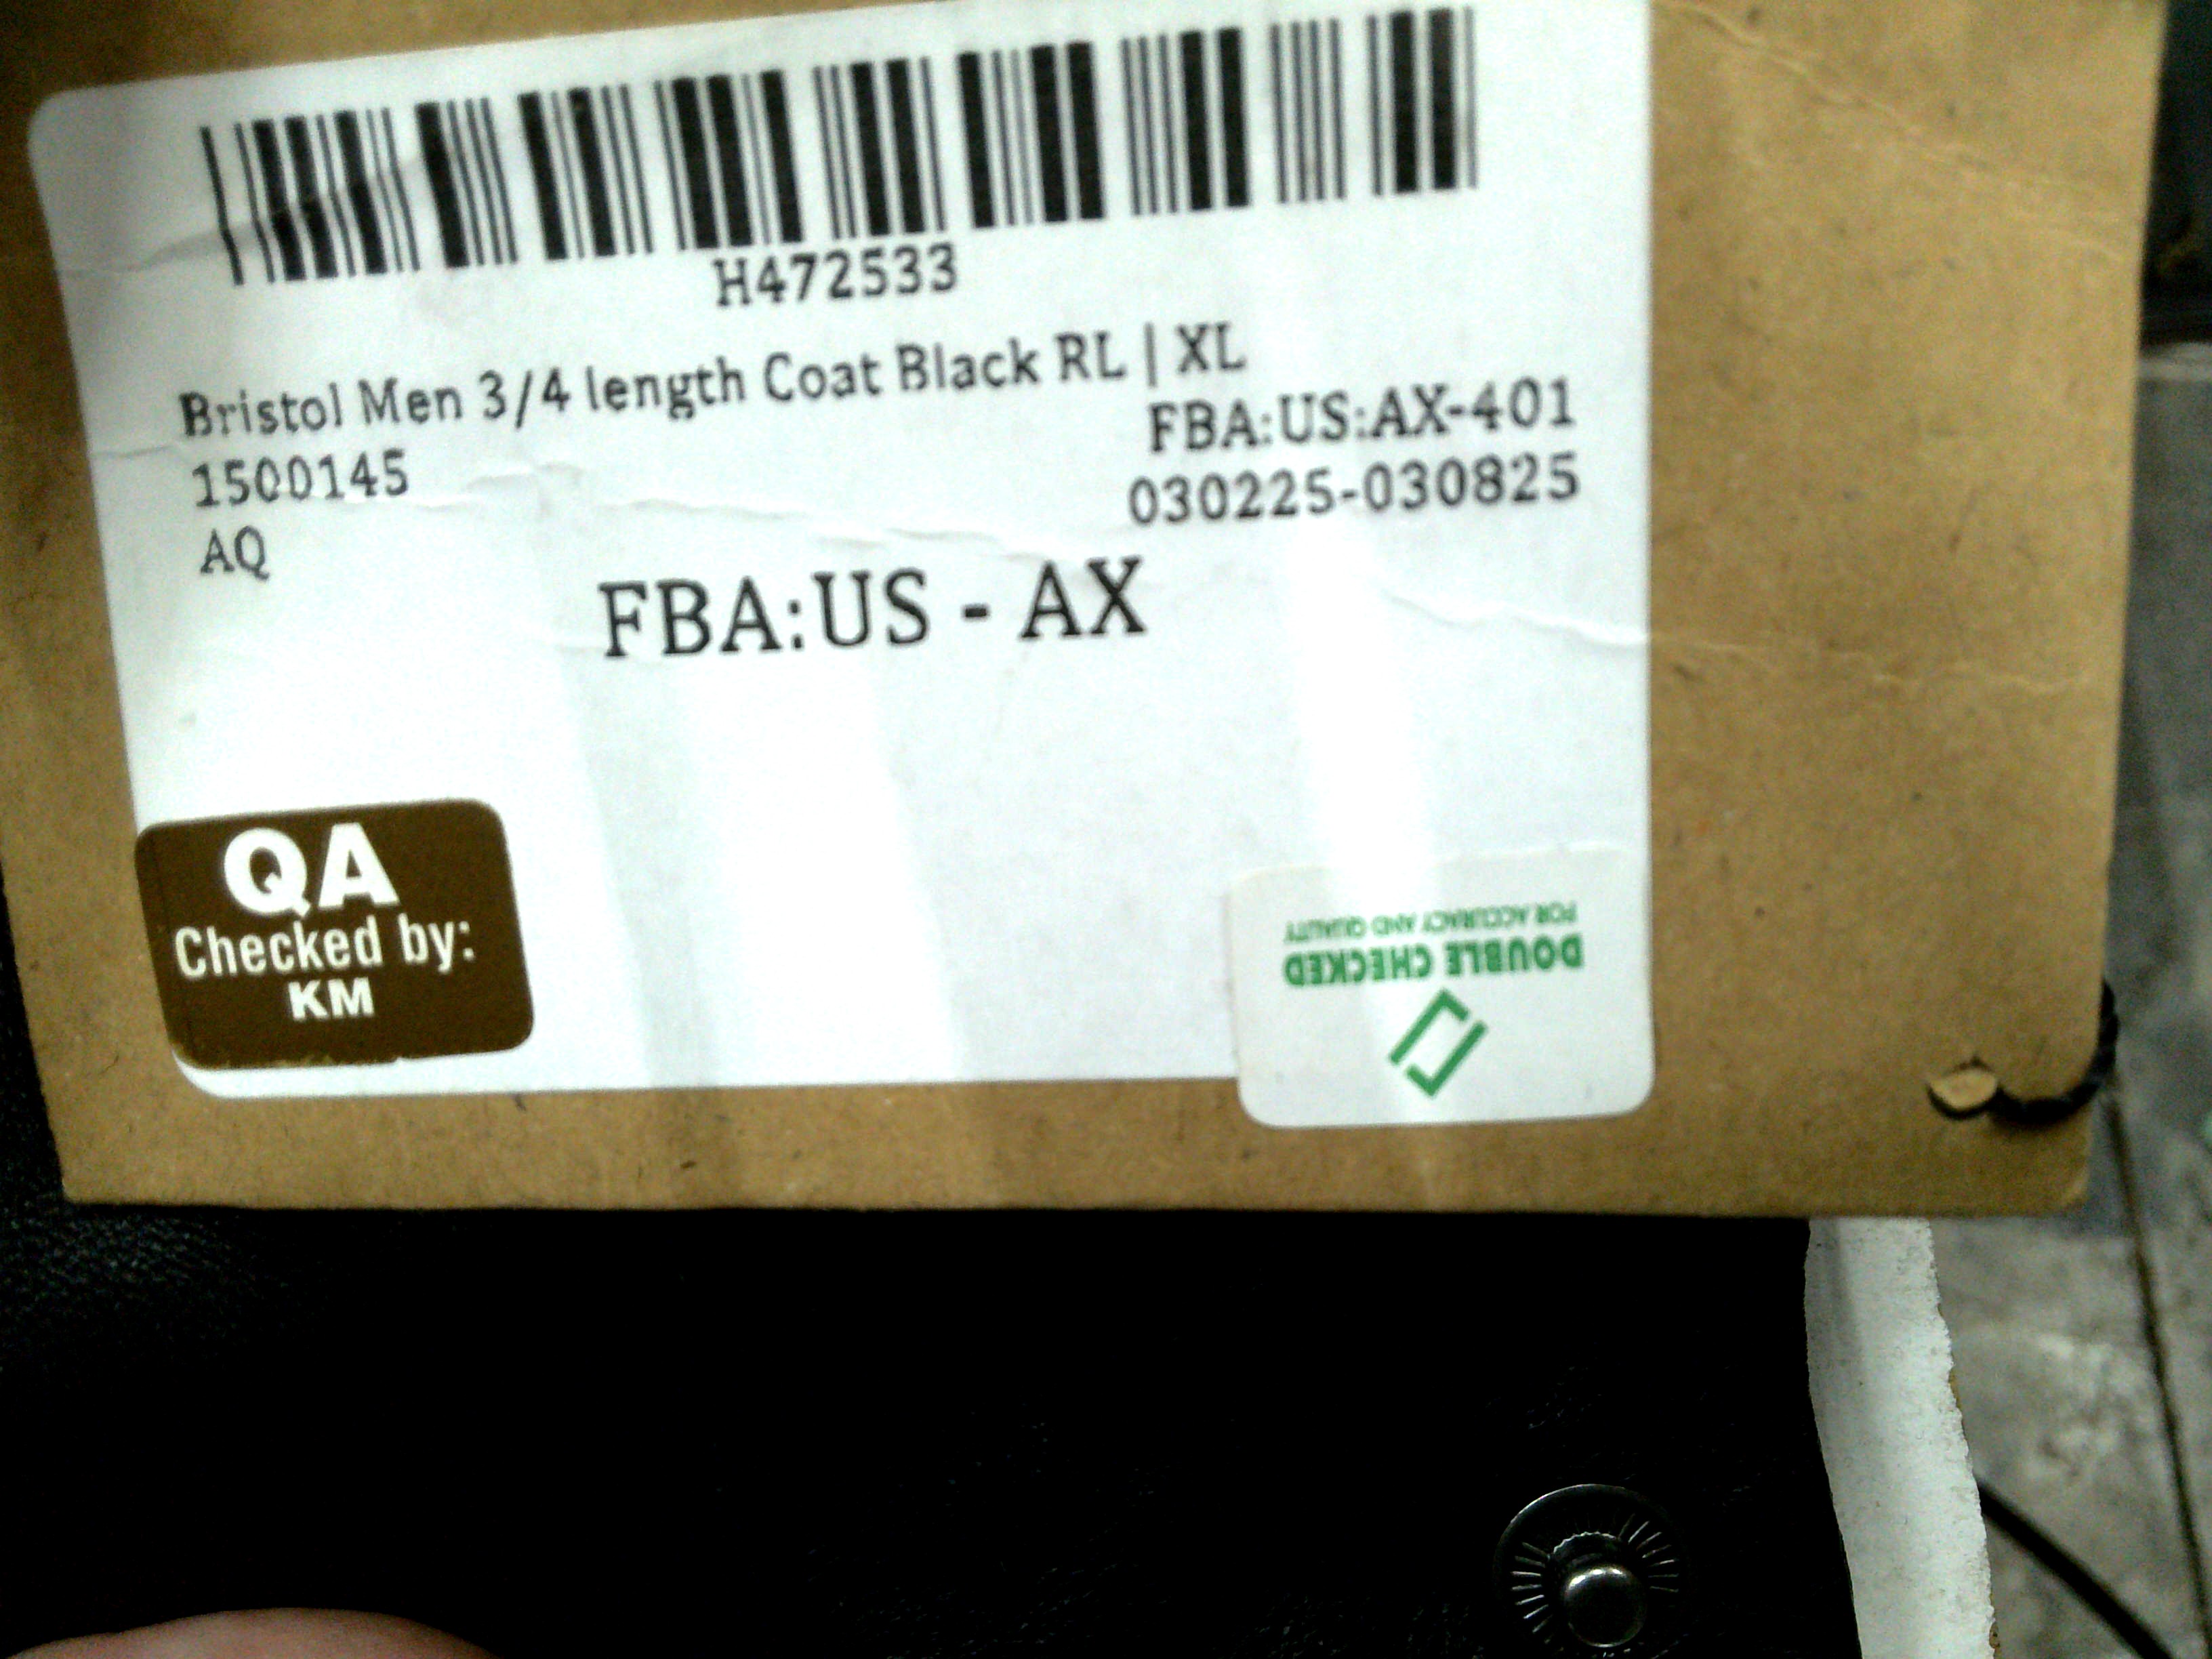 H472533
Bristol Men 3/4 length Coat Black RL | XL
1500145
FBA:US:AX-401
AQ
030225-030825
FBA:US - AX
QA
Checked by:
KM
DOUBLE CHECKED
FOR ACCURACY AND QUALITY